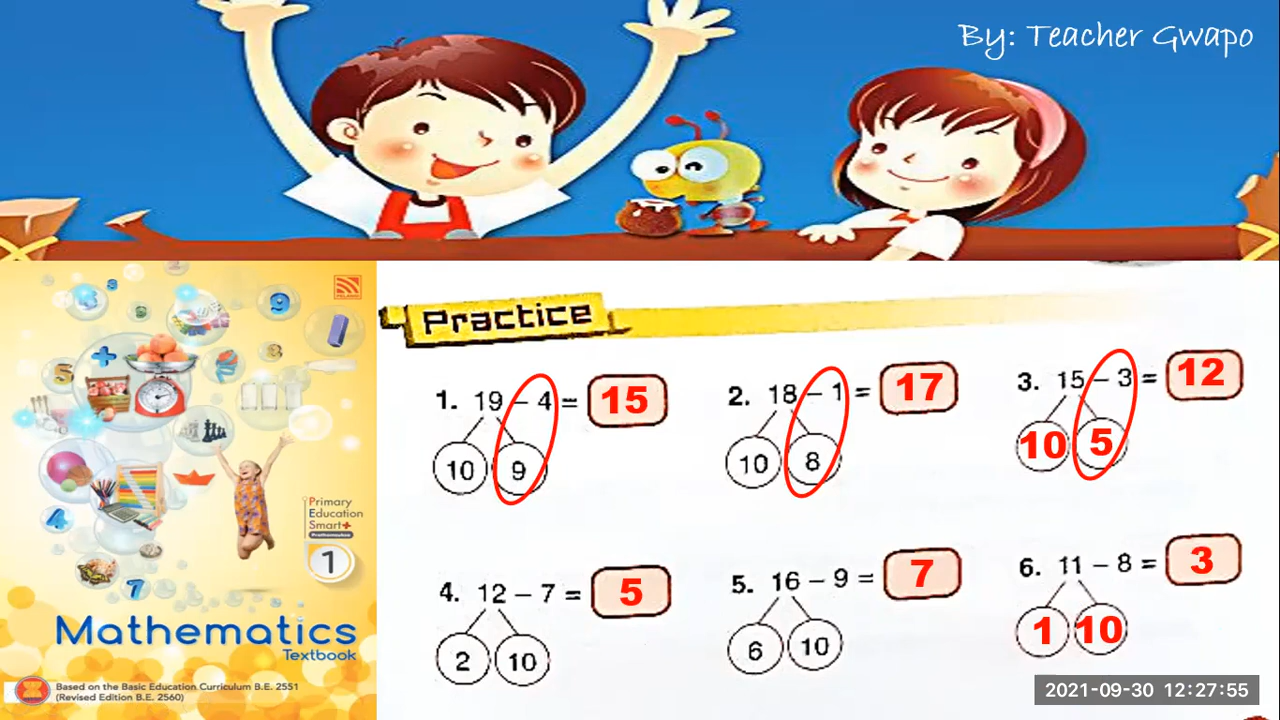 By: Teacher Gwapo
PELANGI
Primary
Education
Smart+
Mathematics
1
Mathematics
Textbook
Based on the Basic Education Curriculum B.E. 2551
(Revised Edition B.E. 2560)
Practice
1. 19 – 4 = 15
10 9
2. 18 – 1 = 17
10 8
3. 15 – 3 = 12
10 5
4. 12 – 7 = 5
2 10
5. 16 – 9 = 7
6 10
6. 11 – 8 = 3
1 10
2021-09-30 12:27:55